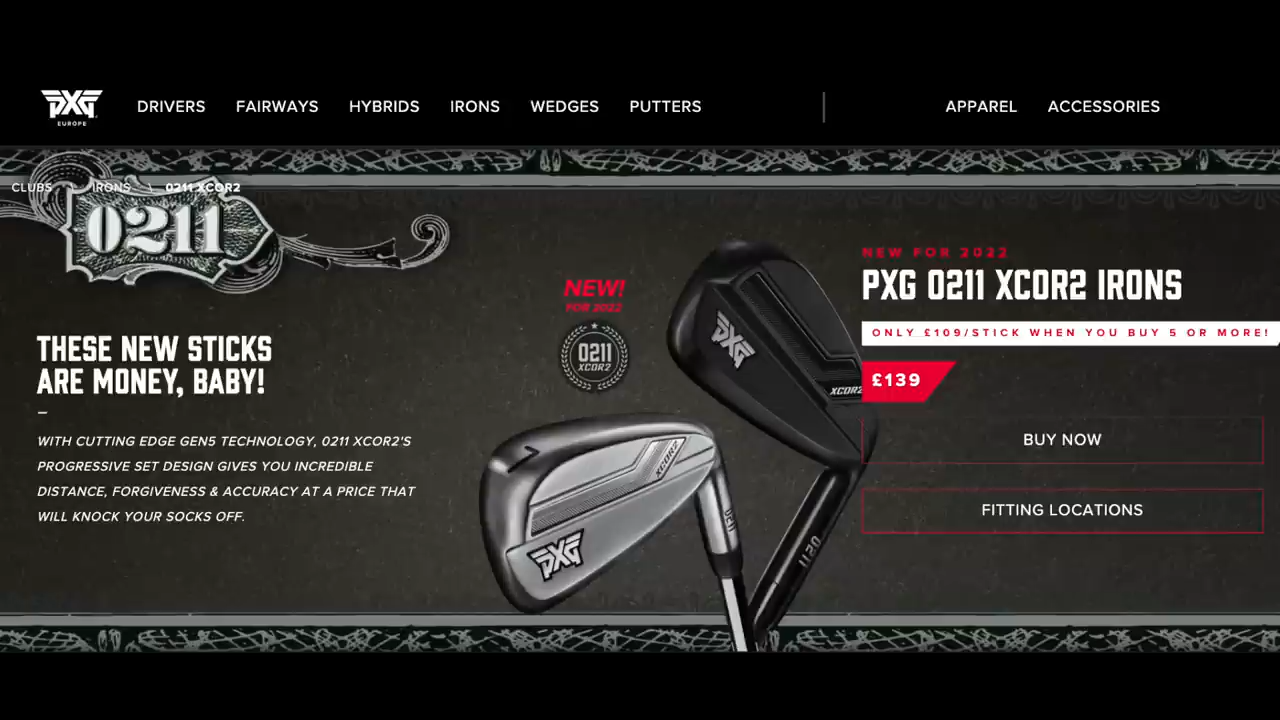 PXG
EUROPE
DRIVERS FAIRWAYS HYBRIDS IRONS WEDGES PUTTERS APPAREL ACCESSORIES
CLUBS \ IRONS \ 0211 XCOR2
0211
THESE NEW STICKS
ARE MONEY, BABY!
WITH CUTTING EDGE GEN5 TECHNOLOGY, 0211 XCOR2'S
PROGRESSIVE SET DESIGN GIVES YOU INCREDIBLE
DISTANCE, FORGIVENESS & ACCURACY AT A PRICE THAT
WILL KNOCK YOUR SOCKS OFF.
NEW!
FOR 2022
0211
XCOR2
PXG
XCOR2
0211
7
XCOR2
PXG
0211
NEW FOR 2022
PXG 0211 XCOR2 IRONS
ONLY £109/STICK WHEN YOU BUY 5 OR MORE!
£139
BUY NOW
FITTING LOCATIONS